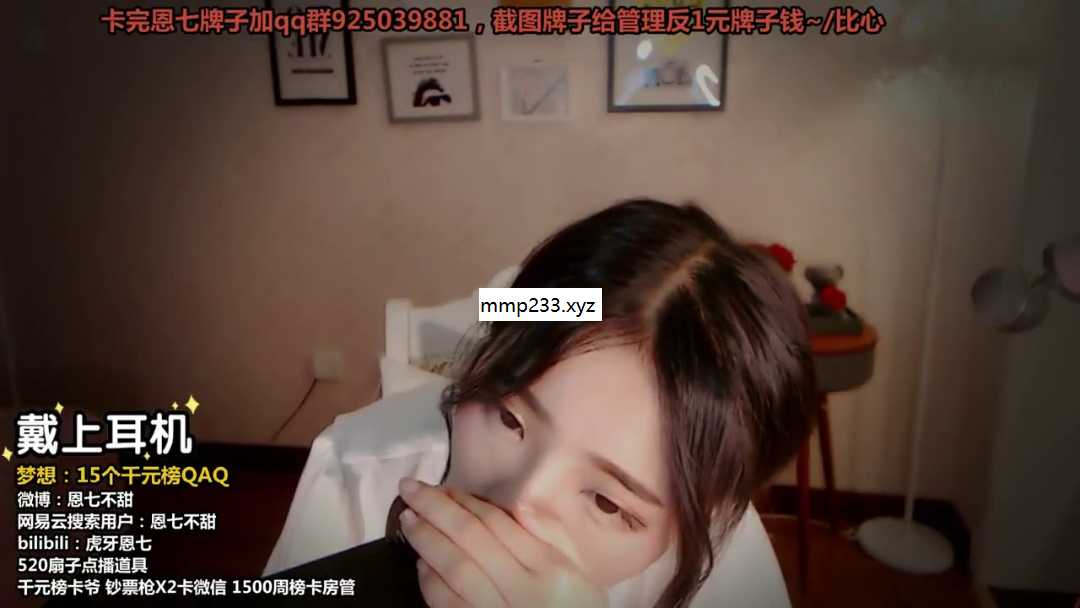 卡完恩七牌子加qq群925039881，截图牌子给管理反1元牌子钱~/比心
mmp233.xyz
戴上耳机
梦想：15个千元榜QAQ
微博：恩七不甜
网易云搜索用户：恩七不甜
bilibili：虎牙恩七
520扇子点播道具
千元榜卡爷 钞票枪X2卡微信 1500周榜卡房管